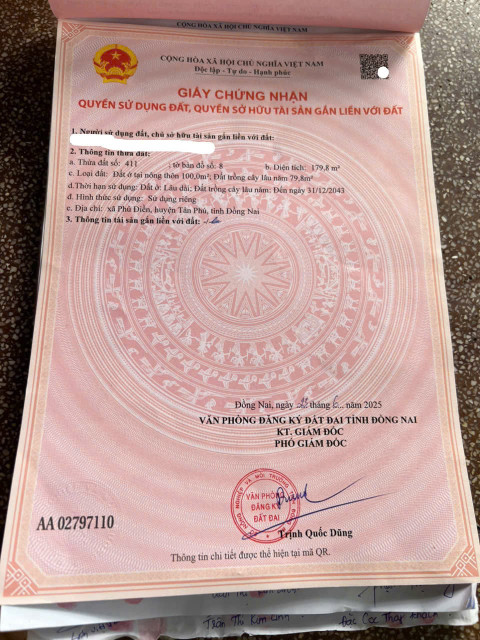 CỘNG HÒA XÃ HỘI CHỦ NGHĨA VIỆT NAM
Độc lập - Tự do - Hạnh phúc
GIẤY CHỨNG NHẬN
QUYỀN SỬ DỤNG ĐẤT, QUYỀN SỞ HỮU TÀI SẢN GẮN LIỀN VỚI ĐẤT
1. Người sử dụng đất, chủ sở hữu tài sản gắn liền với đất:
2. Thông tin thửa đất:
a. Thửa đất số: 411 ; tờ bản đồ số: 8 b. Diện tích: 179,8 m²
c. Loại đất: Đất ở tại nông thôn 100,0m²; Đất trồng cây lâu năm 79,8m²
d.Thời hạn sử dụng: Đất ở: Lâu dài; Đất trồng cây lâu năm: Đến ngày 31/12/2043
đ. Hình thức sử dụng: Sử dụng riêng
e. Địa chỉ: xã Phú Điền, huyện Tân Phú, tỉnh Đồng Nai
3. Thông tin tài sản gắn liền với đất: -/-
Đồng Nai, ngày tháng 6 năm 2025
VĂN PHÒNG ĐĂNG KÝ ĐẤT ĐAI TỈNH ĐỒNG NAI
KT. GIÁM ĐỐC
PHÓ GIÁM ĐỐC
VĂN PHÒNG
ĐĂNG KÝ
ĐẤT ĐAI
Trịnh Quốc Dũng
AA 02797110
Thông tin chi tiết được thể hiện tại mã QR.